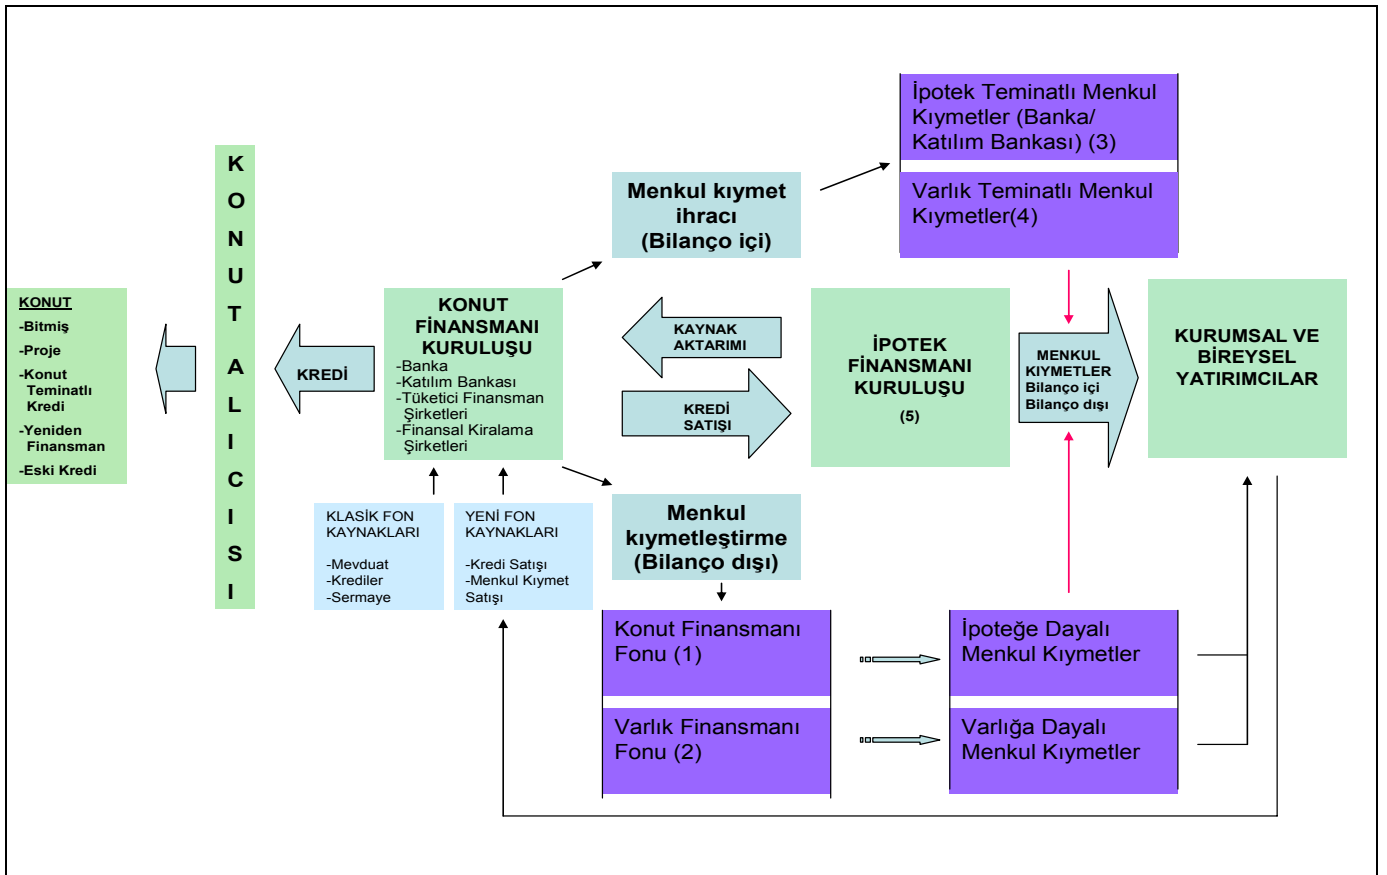 KONUT
-Bitmiş
-Proje
-Konut
Teminatlı
Kredi
-Yeniden
Finansman
-Eski Kredi
K
O
N
U
T
A
L
I
C
I
S
I
KREDİ
KONUT
FİNANSMANI
KURULUŞU
-Banka
-Katılım Bankası
-Tüketici Finansman
Şirketleri
-Finansal Kiralama
Şirketleri
KLASİK FON
KAYNAKLARI
-Mevduat
-Krediler
-Sermaye
YENİ FON
KAYNAKLARI
-Kredi Satışı
-Menkul Kıymet
Satışı
Menkul kıymet
ihracı
(Bilanço içi)
KAYNAK
AKTARIMI
KREDİ
SATIŞI
Menkul
kıymetleştirme
(Bilanço dışı)
Konut Finansmanı
Fonu (1)
Varlık Finansmanı
Fonu (2)
İpotek Teminatlı Menkul
Kıymetler (Banka/
Katılım Bankası) (3)
Varlık Teminatlı Menkul
Kıymetler(4)
İPOTEK
FİNANSMANI
KURULUŞU
(5)
MENKUL
KIYMETLER
Bilanço içi
Bilanço dışı
KURUMSAL VE
BİREYSEL
YATIRIMCILAR
İpoteğe Dayalı
Menkul Kıymetler
Varlığa Dayalı
Menkul Kıymetler